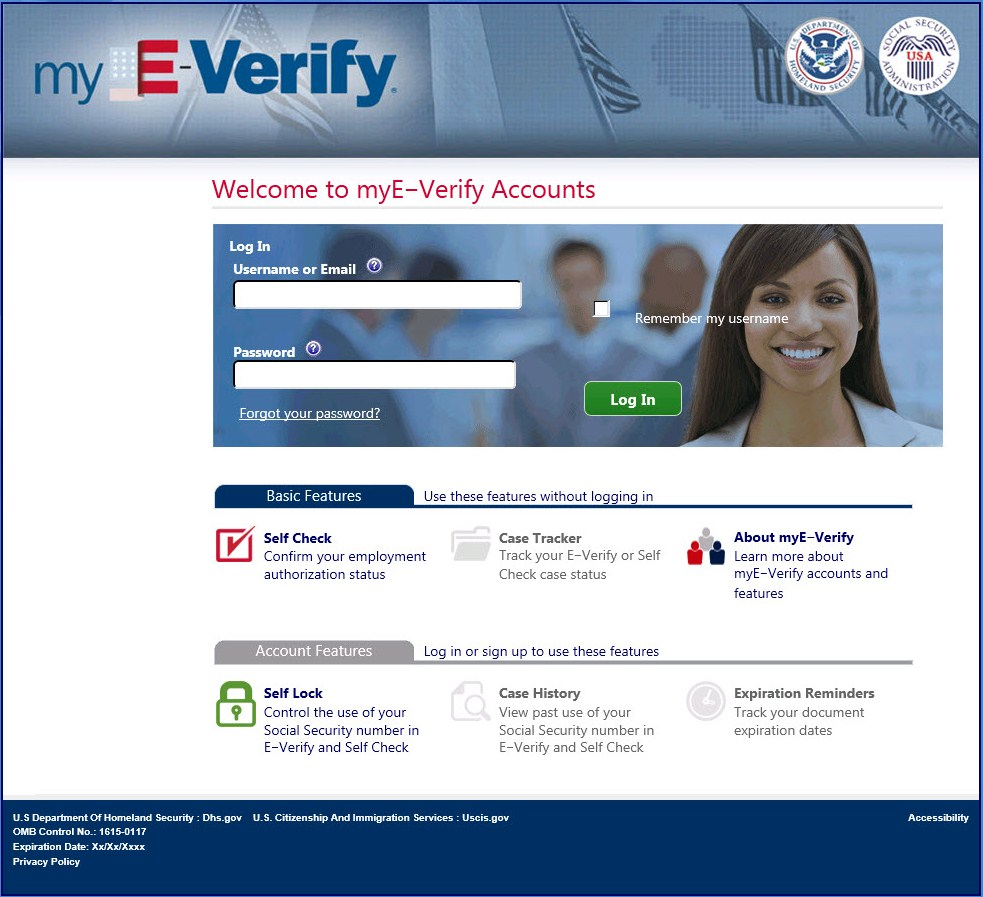 my E-Verify
U.S. DEPARTMENT OF HOMELAND SECURITY
SOCIAL SECURITY ADMINISTRATION
USA
Welcome to myE-Verify Accounts
Log In
Username or Email ?
Remember my username
Password ?
Log In
Forgot your password?
Basic Features Use these features without logging in
Self Check Case Tracker About myE-Verify
Confirm your employment Track your E-Verify or Self Learn more about
authorization status Check case status myE-Verify accounts and
features
Account Features Log in or sign up to use these features
Self Lock Case History Expiration Reminders
Control the use of your View past use of your Track your document
Social Security number in Social Security number in expiration dates
E-Verify and Self Check E-Verify and Self Check
U.S Department Of Homeland Security : Dhs.gov U.S. Citizenship And Immigration Services : Uscis.gov Accessibility
OMB Control No.: 1615-0117
Expiration Date: Xx/Xx/Xxxx
Privacy Policy